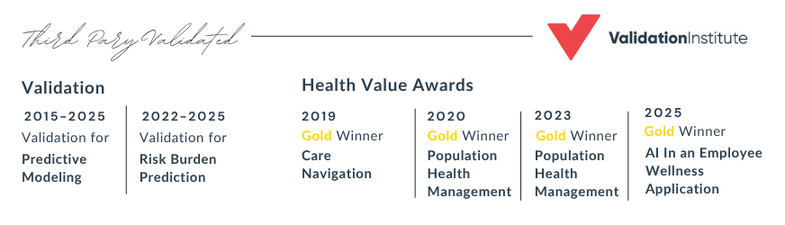 Third Pary Validated
ValidationInstitute
Validation
2015-2025
Validation for
Predictive
Modeling
2022-2025
Validation for
Risk Burden
Prediction
Health Value Awards
2019
Gold Winner
Care
Navigation
2020
Gold Winner
Population
Health
Management
2023
Gold Winner
Population
Health
Management
2025
Gold Winner
AI In an Employee
Wellness
Application